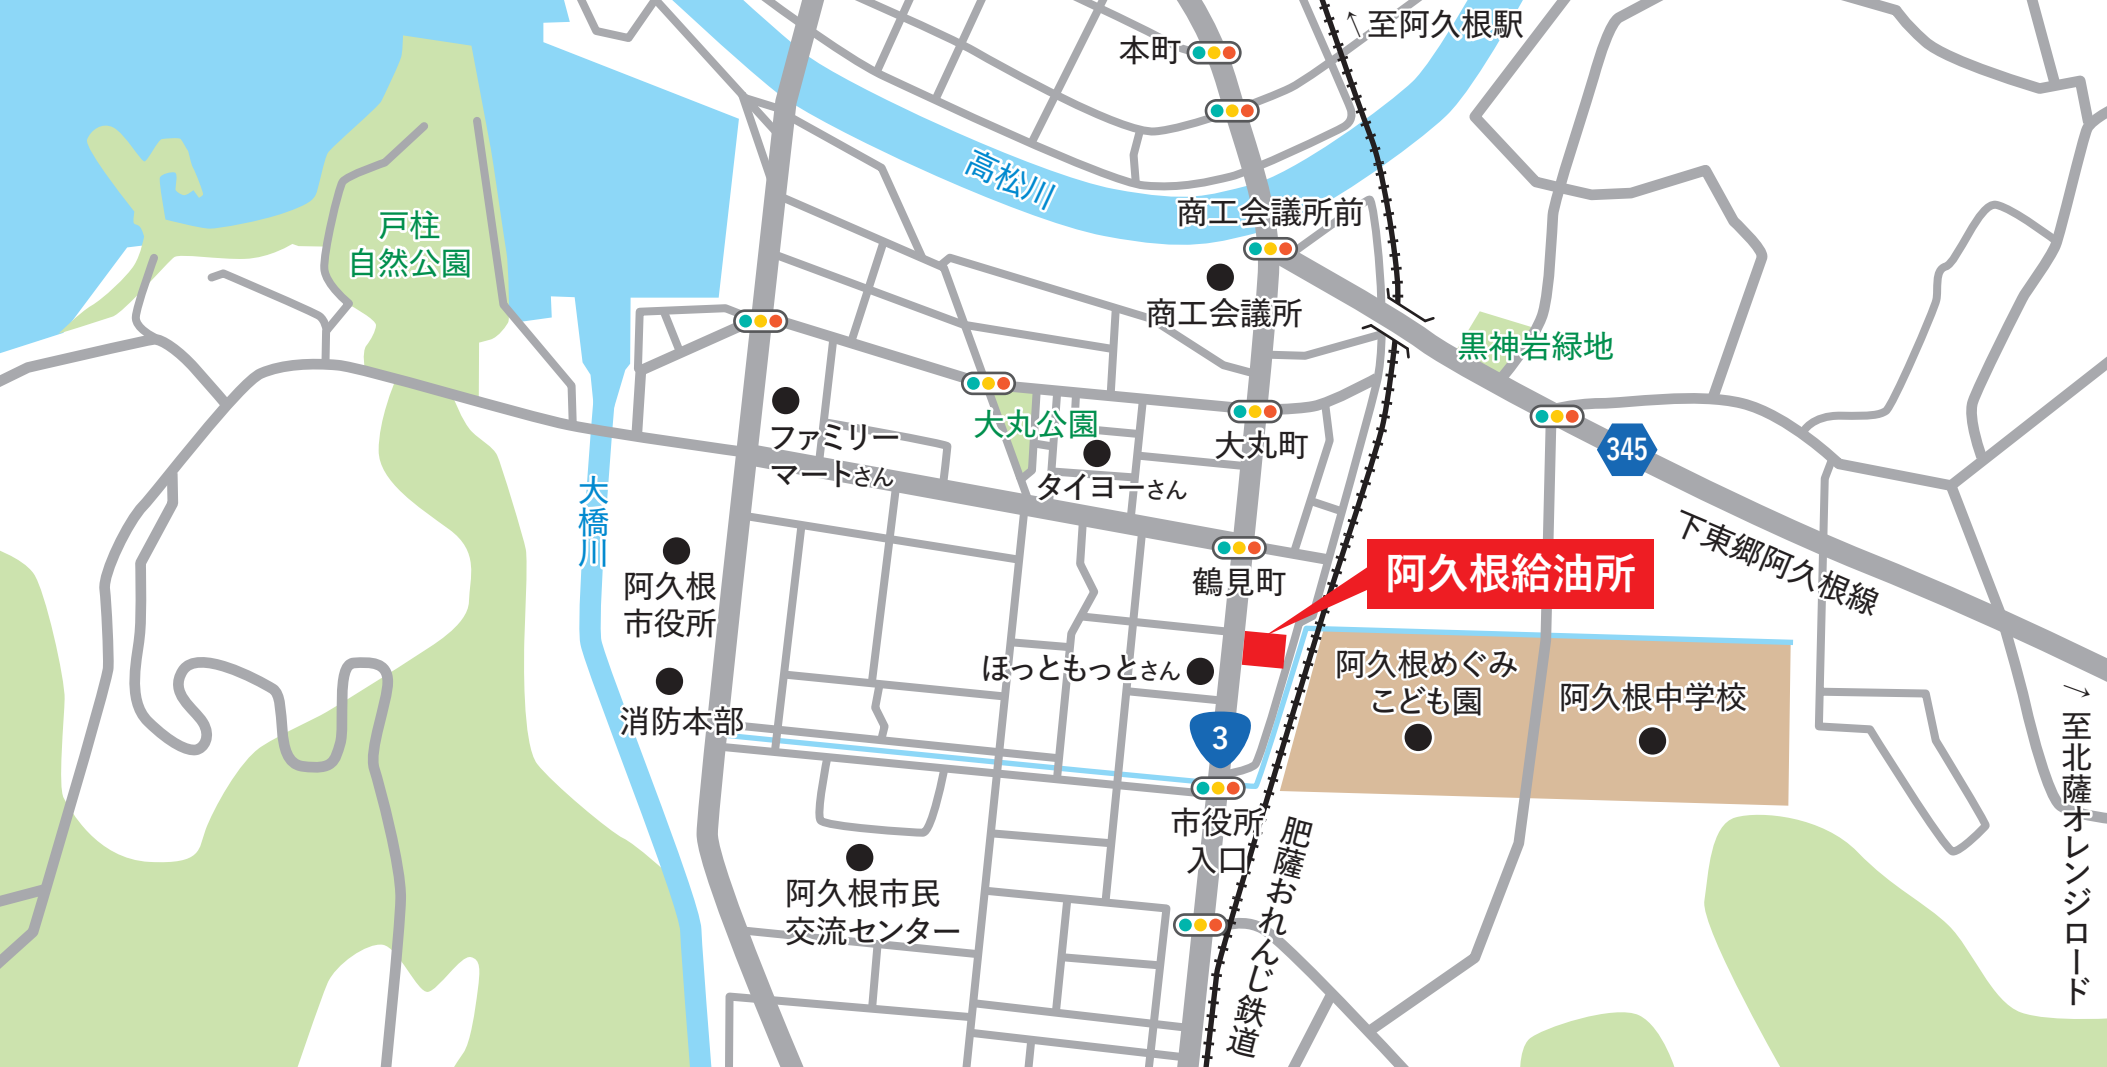 ↑至阿久根駅
本町
高松川
商工会議所前
戸柱
自然公園
商工会議所
黒神岩緑地
大丸公園
大丸町
ファミリー
マートさん
タイヨーさん
345
大橋川
下東郷阿久根線
阿久根
市役所
鶴見町
阿久根給油所
ほっともっとさん
阿久根めぐみ
こども園
阿久根中学校
消防本部
3
→至北薩オレンジロード
市役所
入口
肥薩おれんじ鉄道
阿久根市民
交流センター